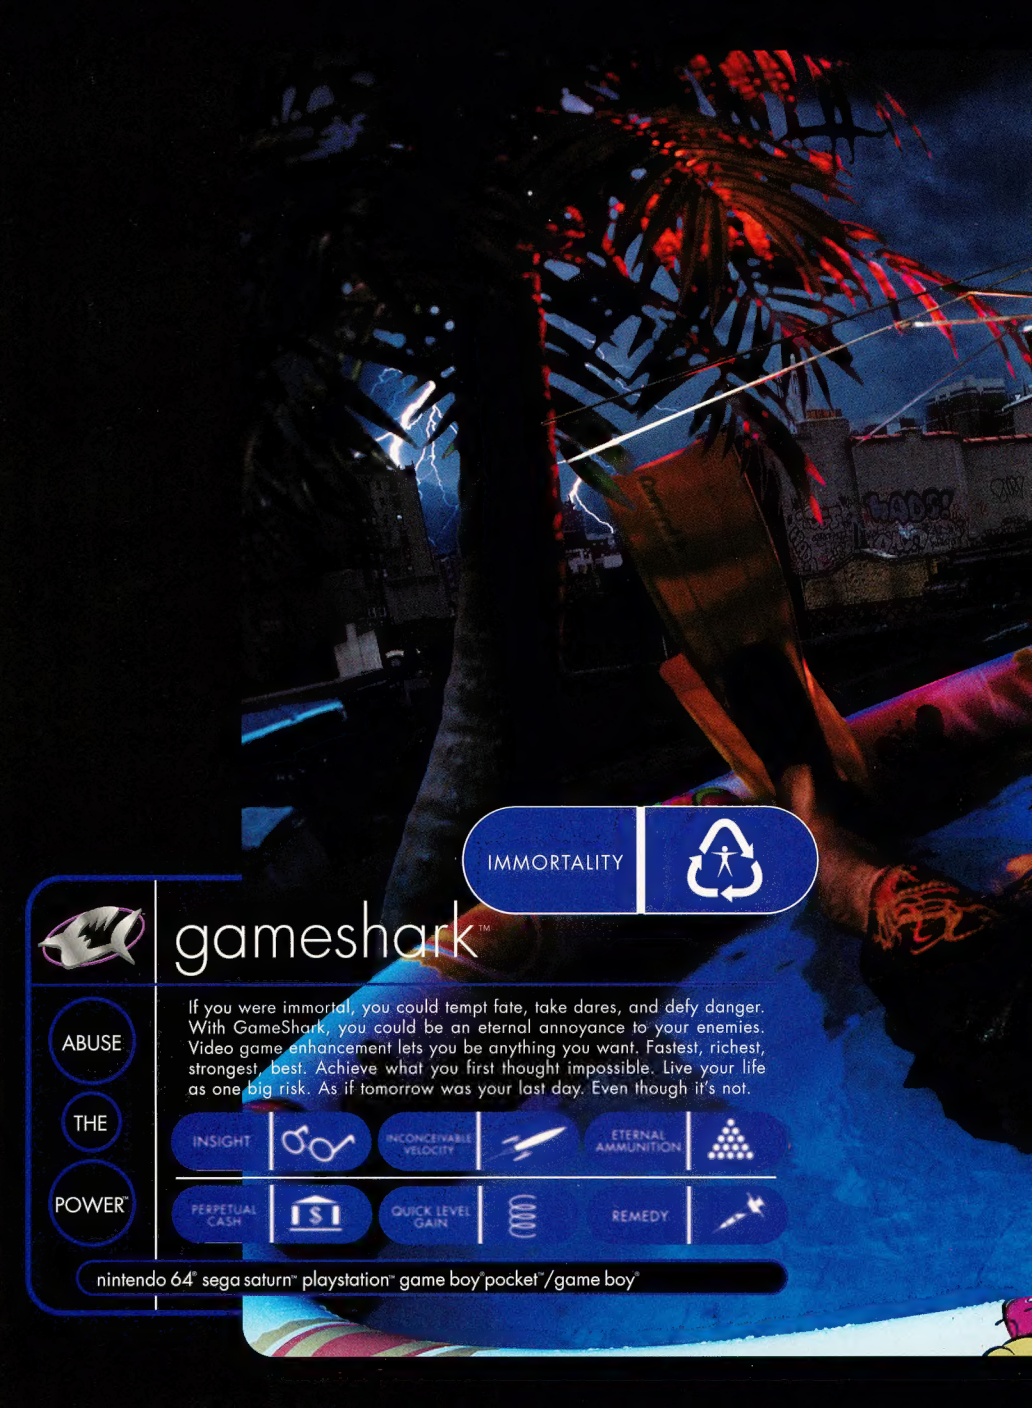 IMMORTALITY
gameshark™
If you were immortal, you could tempt fate, take dares, and defy danger.
With GameShark, you could be an eternal annoyance to your enemies.
Video game enhancement lets you be anything you want. Fastest, richest,
strongest, best. Achieve what you first thought impossible. Live your life
as one big risk. As if tomorrow was your last day. Even though it's not.
ABUSE
THE
POWER™
INSIGHT
INCONCEIVABLE
VELOCITY
ETERNAL
AMMUNITION
PERPETUAL
CASH
$
QUICK LEVEL
GAIN
REMEDY
nintendo 64® sega saturn™ playstation™ game boy® pocket™/game boy®